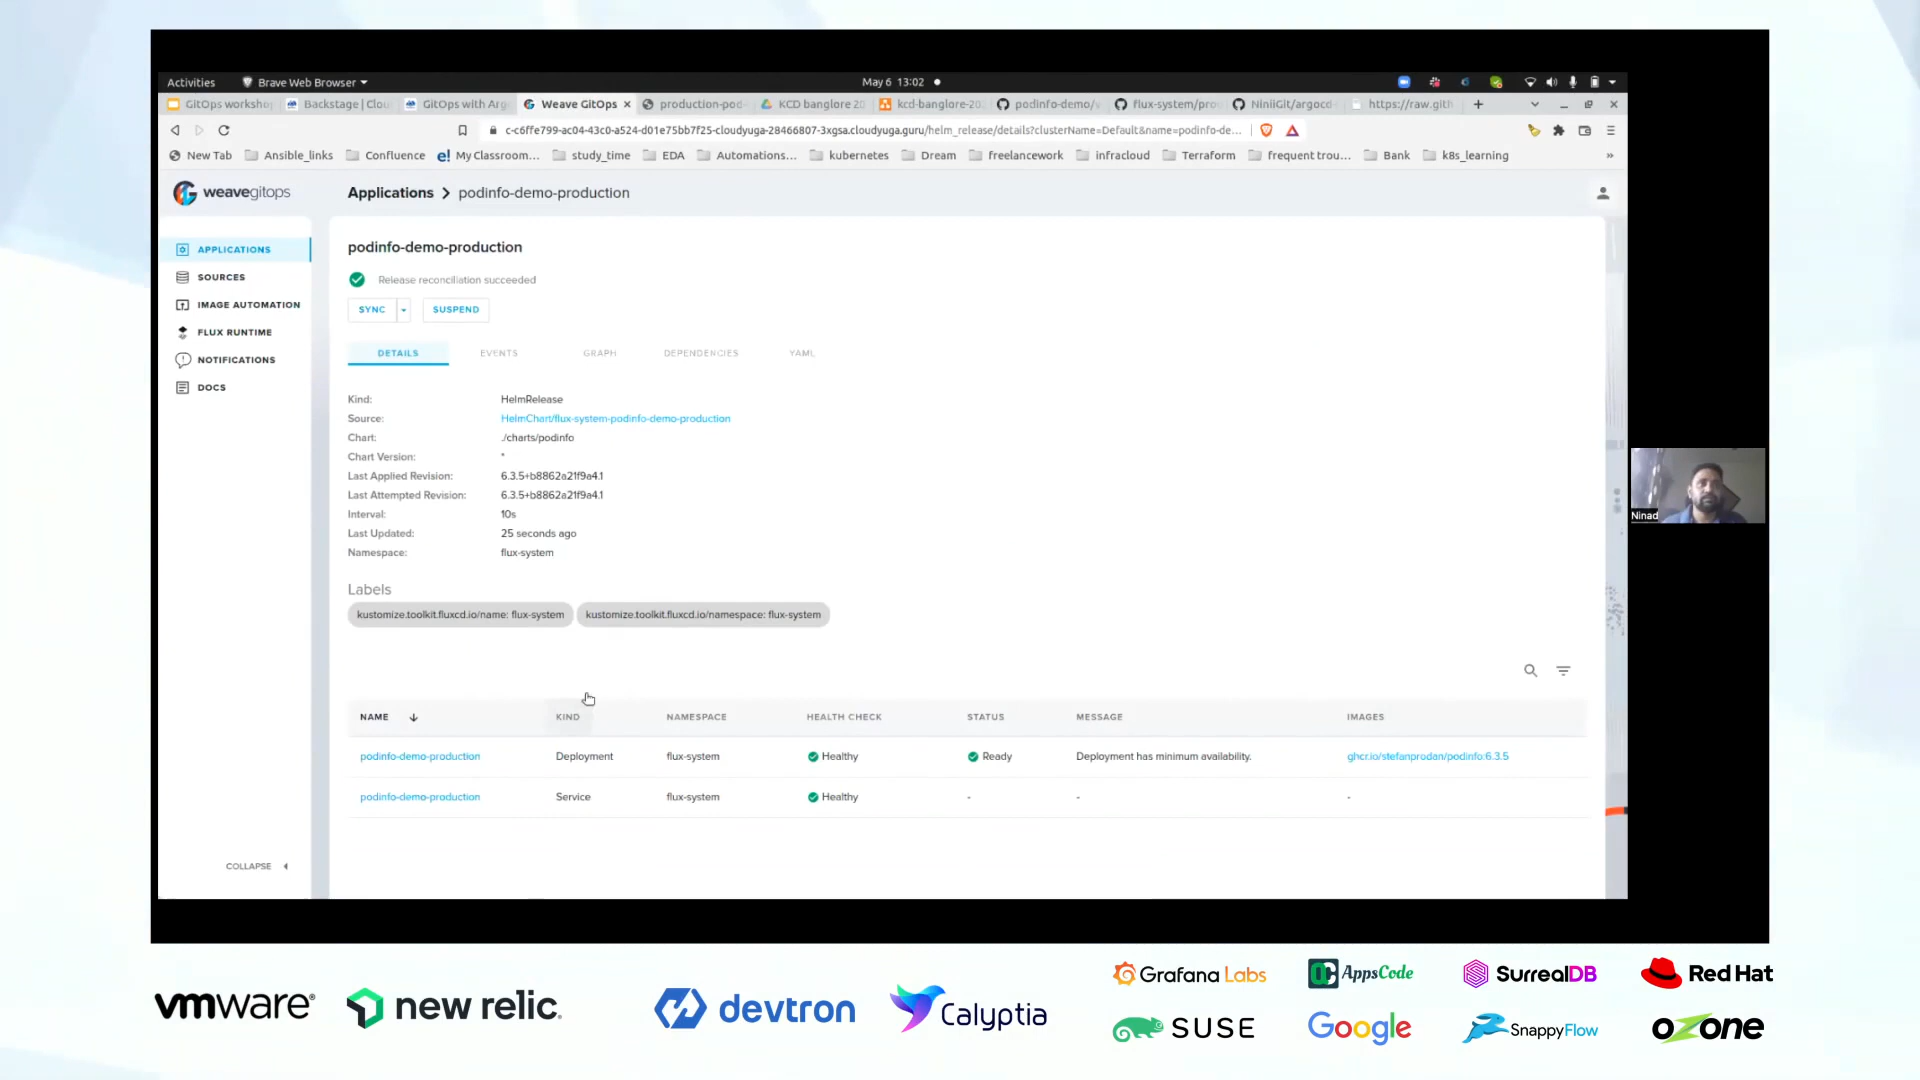 Activities
Brave Web Browser
May 6 13:02
GitOps worksho
Backstage | Clou
GitOps with Arg
Weave GitOps
production-pod
KCD banglore 20
kcd-banglore-20
podinfo-demo/v
flux-system/pro
NiniiGit/argocd-
https://raw.gith
c-c6ffe799-ac04-43c0-a524-d01e75bb7f25-cloudyuga-28466807-3xgsa.cloudyuga.guru/helm_release/details?clusterName=Default&name=podinfo-de...
New Tab
Ansible_links
Confluence
My Classroom...
study_time
EDA
Automations...
kubernetes
Dream
freelancework
infracloud
Terraform
frequent trou...
Bank
k8s_learning
weavegitops
Applications > podinfo-demo-production
APPLICATIONS
SOURCES
IMAGE AUTOMATION
FLUX RUNTIME
NOTIFICATIONS
DOCS
COLLAPSE
podinfo-demo-production
Release reconciliation succeeded
SYNC
SUSPEND
DETAILS
EVENTS
GRAPH
DEPENDENCIES
YAML
Kind: HelmRelease
Source: HelmChart/flux-system-podinfo-demo-production
Chart: ./charts/podinfo
Chart Version: *
Last Applied Revision: 6.3.5+b8862a21f9a4.1
Last Attempted Revision: 6.3.5+b8862a21f9a4.1
Interval: 10s
Last Updated: 25 seconds ago
Namespace: flux-system
Labels
kustomize.toolkit.fluxcd.io/name: flux-system
kustomize.toolkit.fluxcd.io/namespace: flux-system
NAME KIND NAMESPACE HEALTH CHECK STATUS MESSAGE IMAGES
podinfo-demo-production Deployment flux-system Healthy Ready Deployment has minimum availability. ghcr.io/stefanprodan/podinfo:6.3.5
podinfo-demo-production Service flux-system Healthy - - -
Ninad
vmware
new relic.
devtron
Calyptia
Grafana Labs
AppsCode
SurrealDB
Red Hat
SUSE
Google
SnappyFlow
ozone